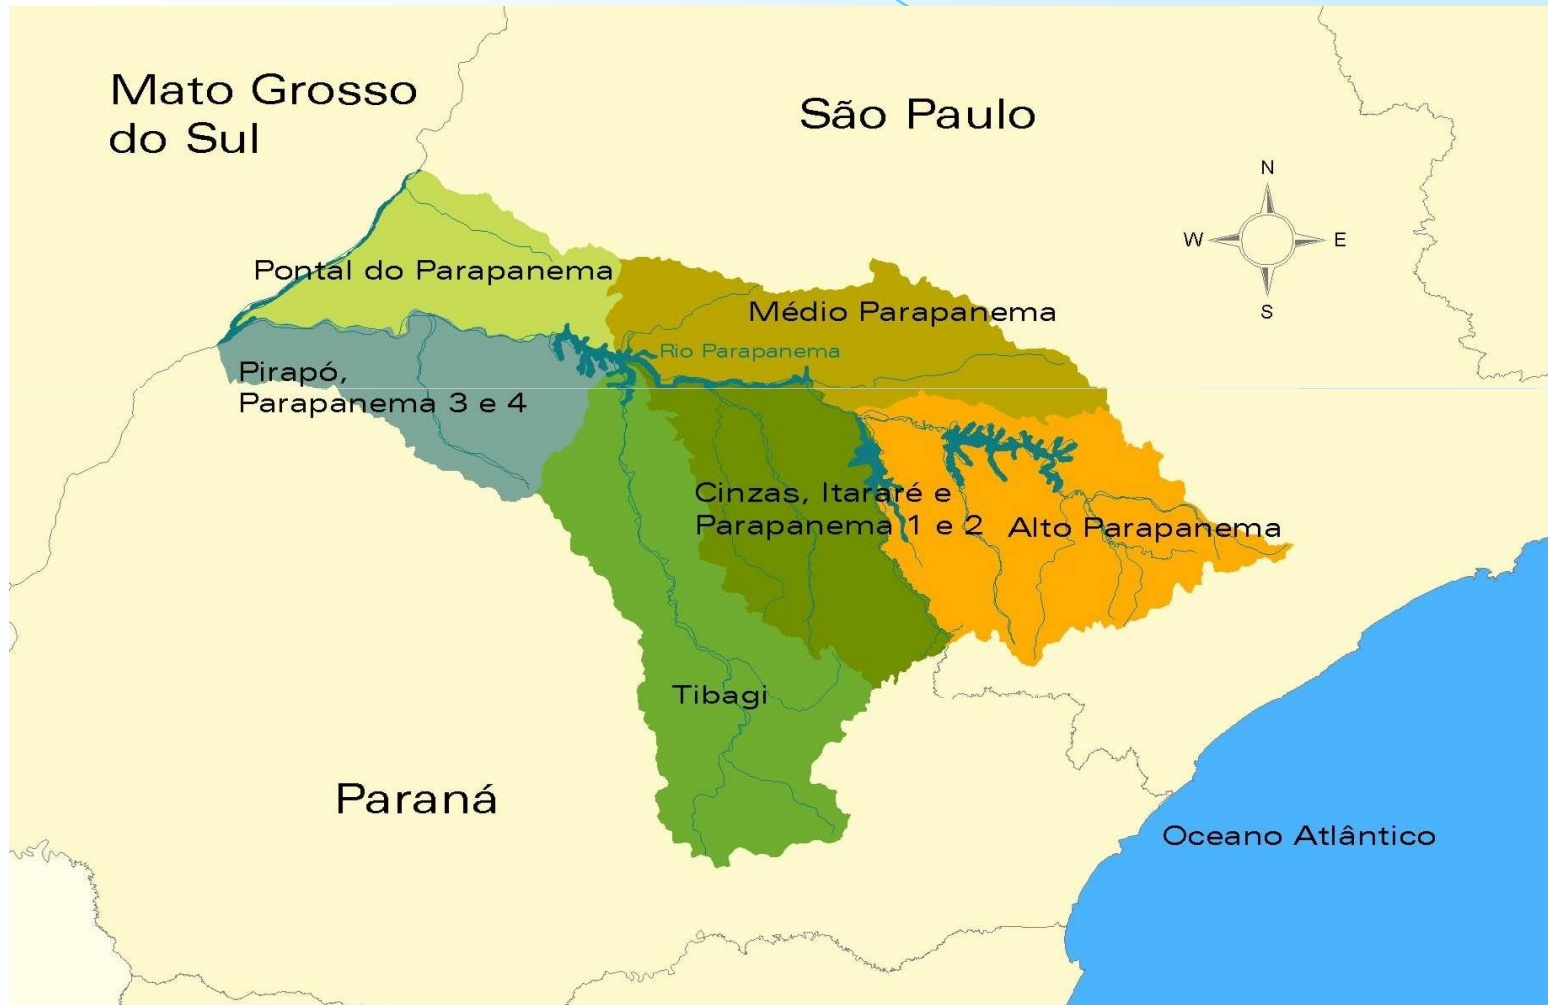 Mato Grosso
do Sul
São Paulo
N
W
E
S
Pontal do Parapanema
Médio Parapanema
Rio Parapanema
Pirapó,
Parapanema 3 e 4
Cinzas, Itararé e
Parapanema 1 e 2
Alto Parapanema
Tibagi
Paraná
Oceano Atlântico